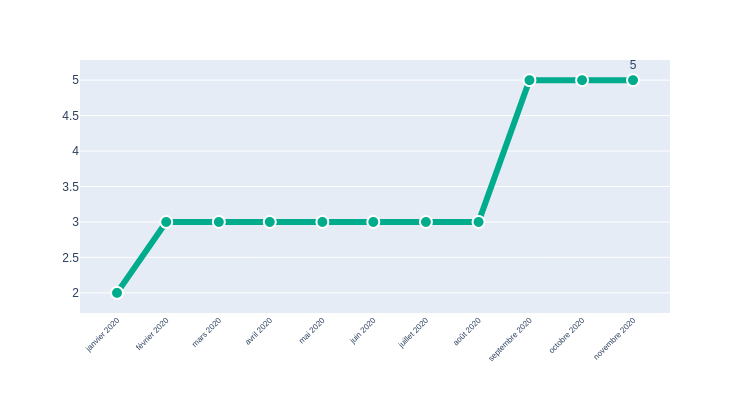 5
5
4.5
4
3.5
3
2.5
2
janvier 2020
février 2020
mars 2020
avril 2020
mai 2020
juin 2020
juillet 2020
août 2020
septembre 2020
octobre 2020
novembre 2020